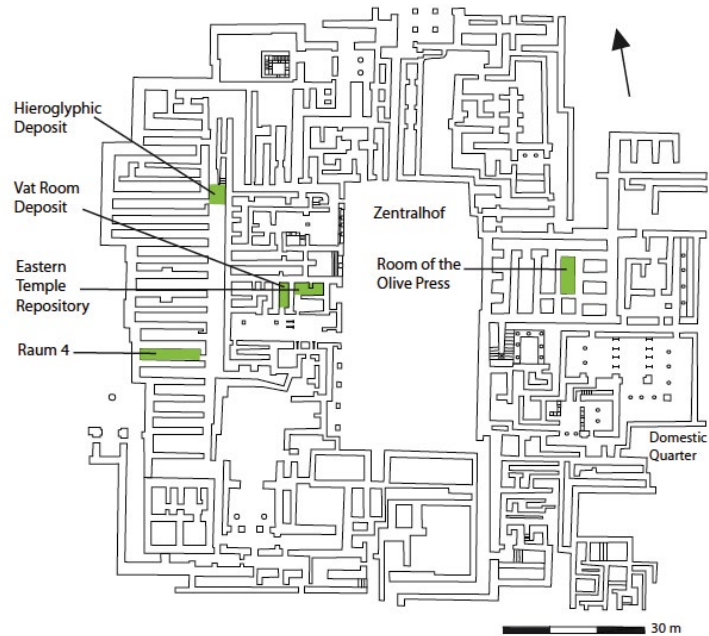 Hieroglyphic
Deposit
Vat Room
Deposit
Eastern
Temple
Repository
Raum 4
Zentralhof
Room of the
Olive Press
Domestic
Quarter
30 m